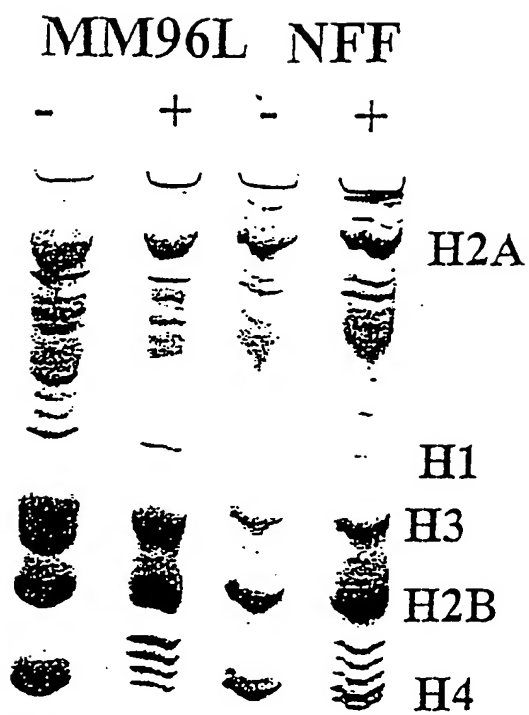 MM96L NFF
- + - +
H2A
H1
H3
H2B
H4